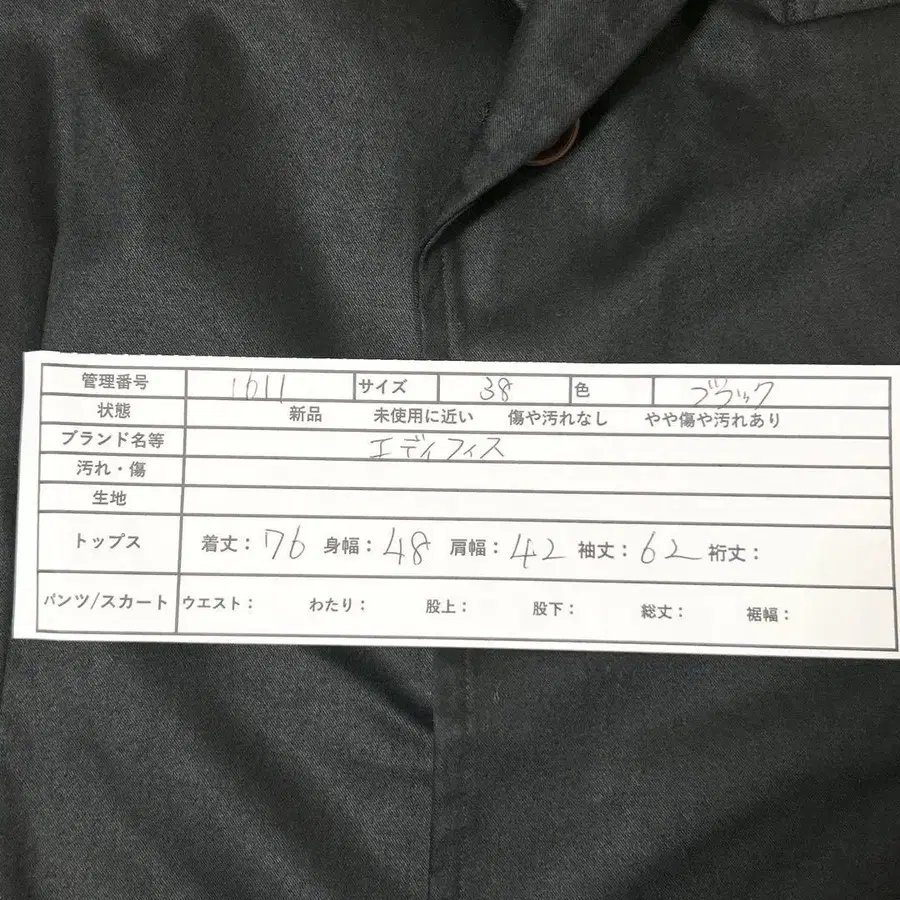 管理番号 1611 サイズ 38 色 ブラック
状態 新品 未使用に近い 傷や汚れなし やや傷や汚れあり
ブランド名等 エディフィス
汚れ・傷
生地
トップス 着丈：76 身幅：48 肩幅：42 袖丈：62 裄丈：
パンツ/スカート ウエスト： わたり： 股上： 股下： 総丈： 裾幅：